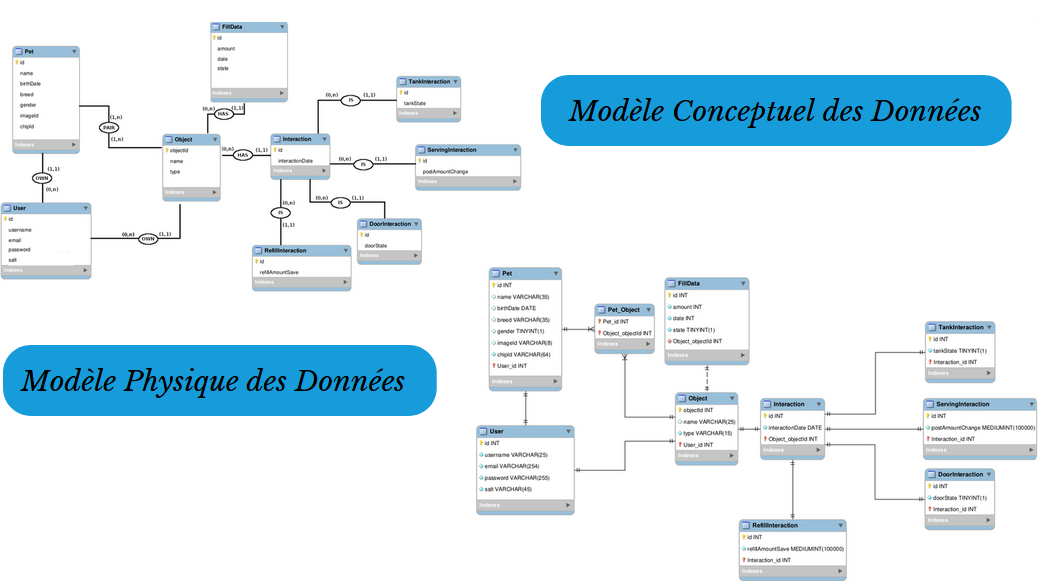 FillData
id
amount
date
state
Indexes
Pet
id
name
birthDate
breed
gender
imageId
chipId
Indexes
(1,n)
PAIR
(1,n)
(0,n)
HAS
(1,1)
Object
objectId
name
type
Indexes
(0,n)
HAS
(1,1)
Interaction
id
interactionDate
Indexes
(0,n)
IS
(1,1)
TankInteraction
id
tankState
Indexes
(0,n)
IS
(1,1)
ServingInteraction
id
postAmountChange
Indexes
(0,n)
IS
(1,1)
DoorInteraction
id
doorState
Indexes
(0,n)
IS
(1,1)
RefillInteraction
id
refillAmountSave
Indexes
(1,1)
OWN
(0,n)
User
id
username
email
password
salt
Indexes
(0,n)
OWN
(1,1)
Modèle Conceptuel des Données
Modèle Physique des Données
Pet
id INT
name VARCHAR(35)
birthDate DATE
breed VARCHAR(35)
gender TINYINT(1)
imageId VARCHAR(8)
chipId VARCHAR(64)
User_id INT
Indexes
Pet_Object
Pet_id INT
Object_objectId INT
Indexes
FillData
id INT
amount INT
date INT
state TINYINT(1)
Object_objectId INT
Indexes
User
id INT
username VARCHAR(25)
email VARCHAR(254)
password VARCHAR(255)
salt VARCHAR(45)
Indexes
Object
objectId INT
name VARCHAR(25)
type VARCHAR(15)
User_id INT
Indexes
Interaction
id INT
interactionDate DATE
Object_objectId INT
Indexes
TankInteraction
id INT
tankState TINYINT(1)
Interaction_id INT
Indexes
ServingInteraction
id INT
postAmountChange MEDIUMINT(100000)
Interaction_id INT
Indexes
DoorInteraction
id INT
doorState TINYINT(1)
Interaction_id INT
Indexes
RefillInteraction
id INT
refillAmountSave MEDIUMINT(100000)
Interaction_id INT
Indexes